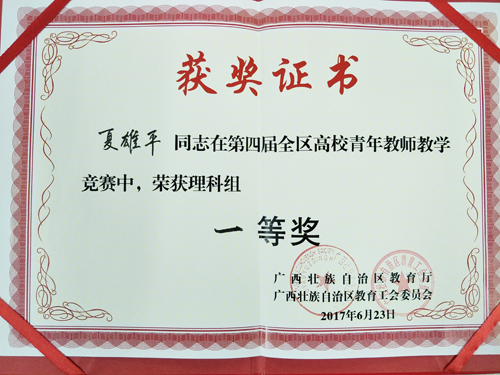 获奖证书
夏雄平 同志在第四届全区高校青年教师教学
竞赛中，荣获理科组
一等奖
广西壮族自治区教育厅
广西壮族自治区教育工会委员会
2017年6月23日